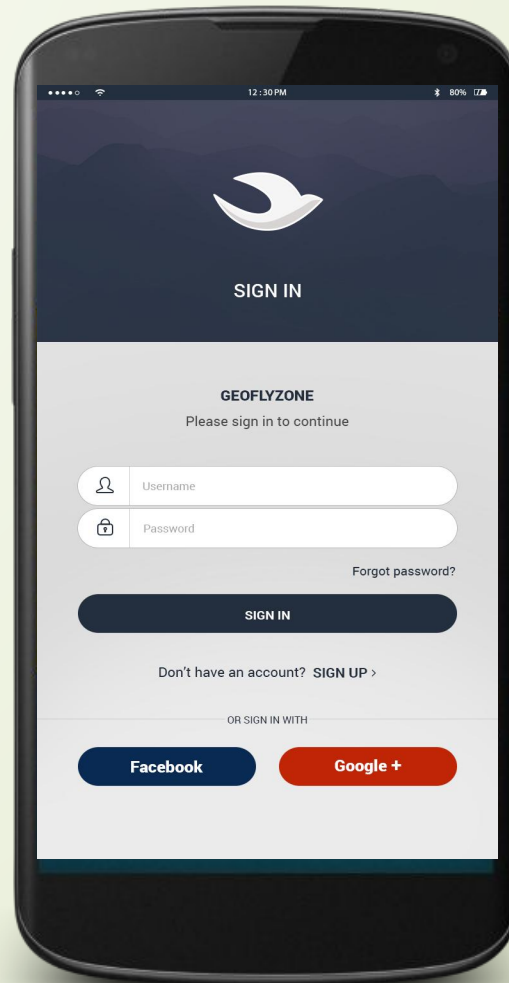 12:30 PM
80%
SIGN IN
GEOFLYZONE
Please sign in to continue
Username
Password
Forgot password?
SIGN IN
Don't have an account? SIGN UP >
OR SIGN IN WITH
Facebook
Google +